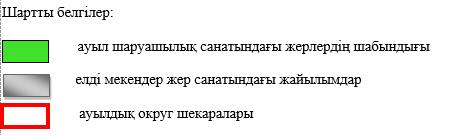 Шартты белгілер:
ауыл шаруашылық санатындағы жерлердің шабындығы
елді мекендер жер санатындағы жайылымдар
ауылдық округ шекаралары